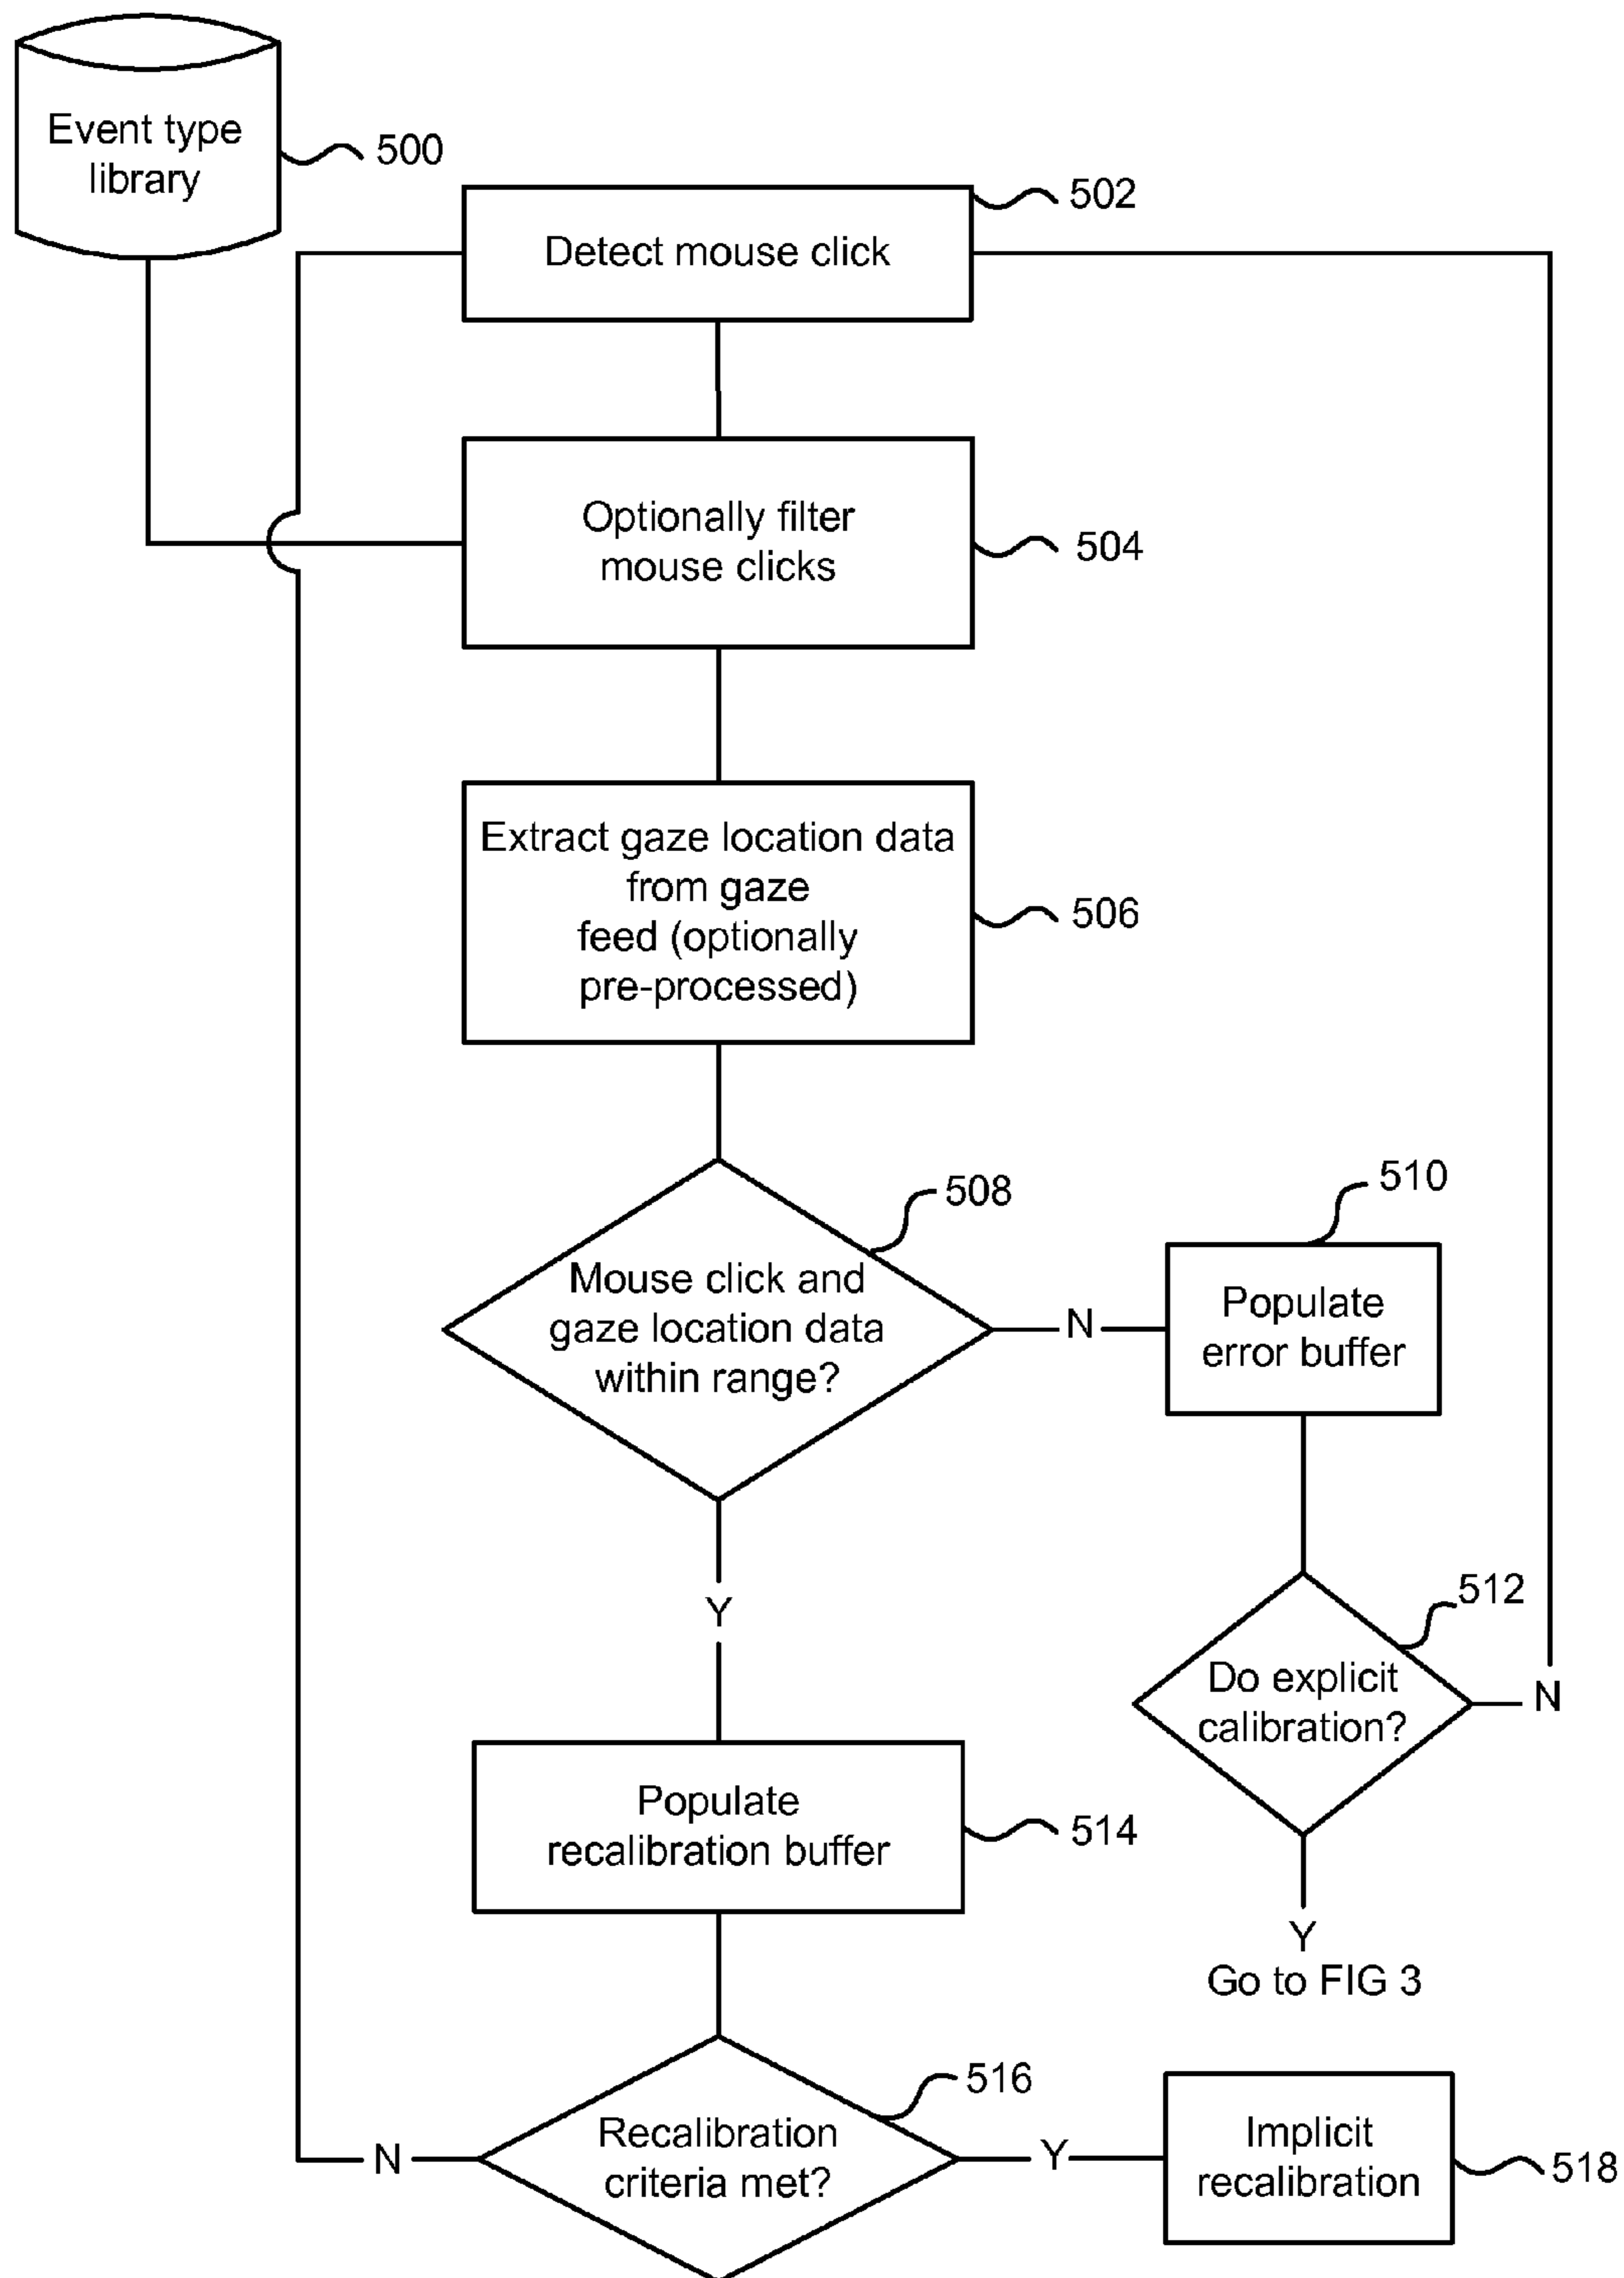 Event type
library
500
502
Detect mouse click
Optionally filter
mouse clicks
504
Extract gaze location data
from gaze
feed (optionally
pre-processed)
506
508
Mouse click and
gaze location data
within range?
N
510
Populate
error buffer
Y
512
Do explicit
calibration?
N
Y
Go to FIG 3
Populate
recalibration buffer
514
516
Recalibration
criteria met?
N
Y
Implicit
recalibration
518